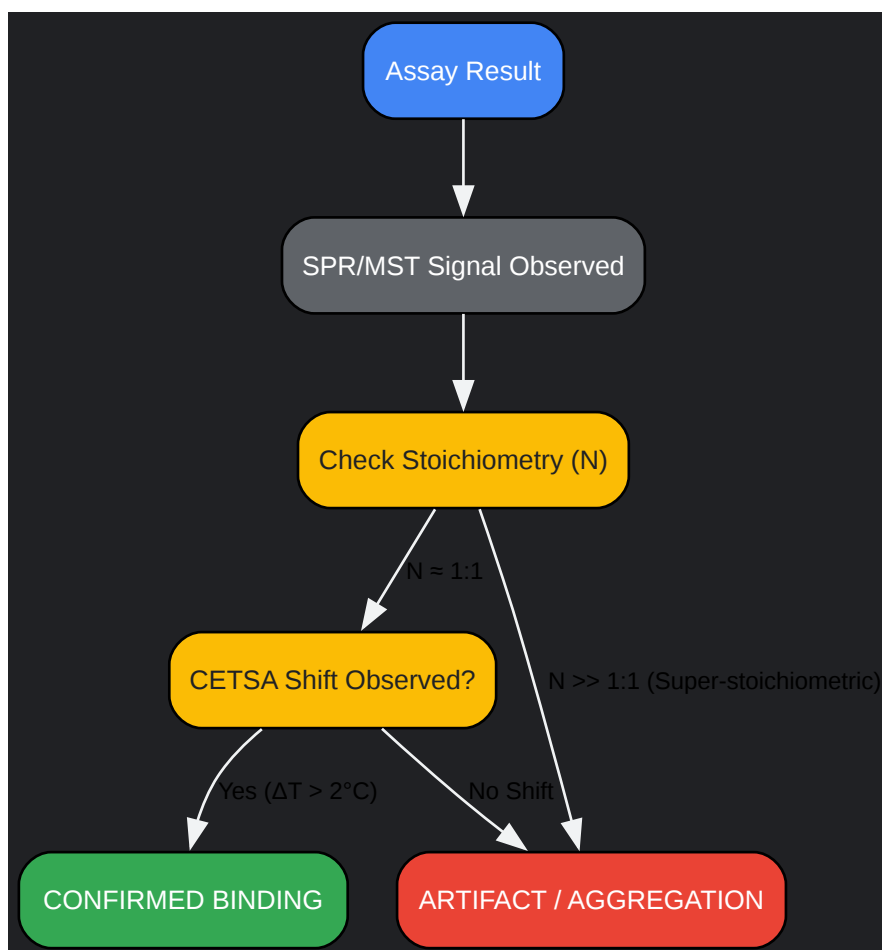 Assay Result
SPR/MST Signal Observed
Check Stoichiometry (N)
N ≈ 1:1
CETSA Shift Observed?
N >> 1:1 (Super-stoichiometric)
Yes (ΔT > 2°C)
No Shift
CONFIRMED BINDING
ARTIFACT / AGGREGATION